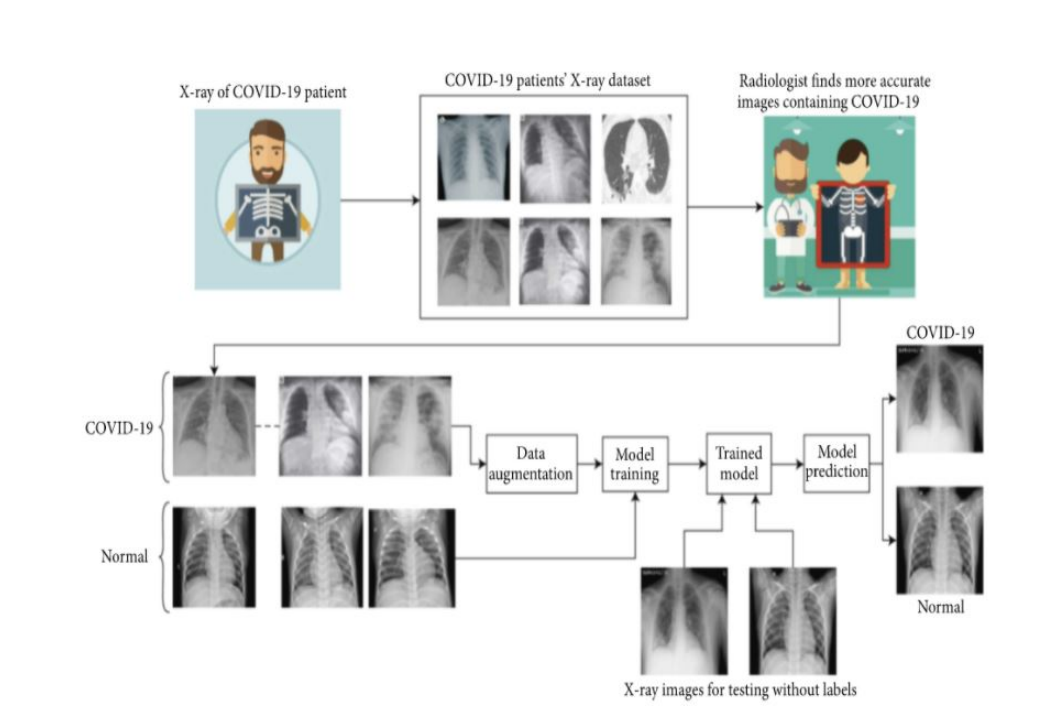 X-ray of COVID-19 patient
COVID-19 patients' X-ray dataset
Radiologist finds more accurate
images containing COVID-19
COVID-19
COVID-19
Data
augmentation
Model
training
Trained
model
Model
prediction
Normal
Normal
X-ray images for testing without labels